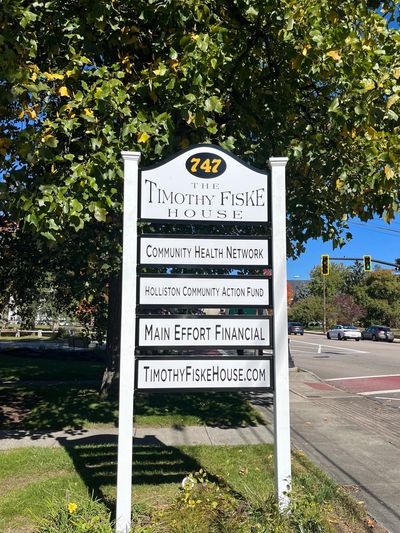 747
THE
TIMOTHY FISKE
HOUSE
COMMUNITY HEALTH NETWORK
HOLLISTON COMMUNITY ACTION FUND
MAIN EFFORT FINANCIAL
TIMOTHYFISKEHOUSE.COM